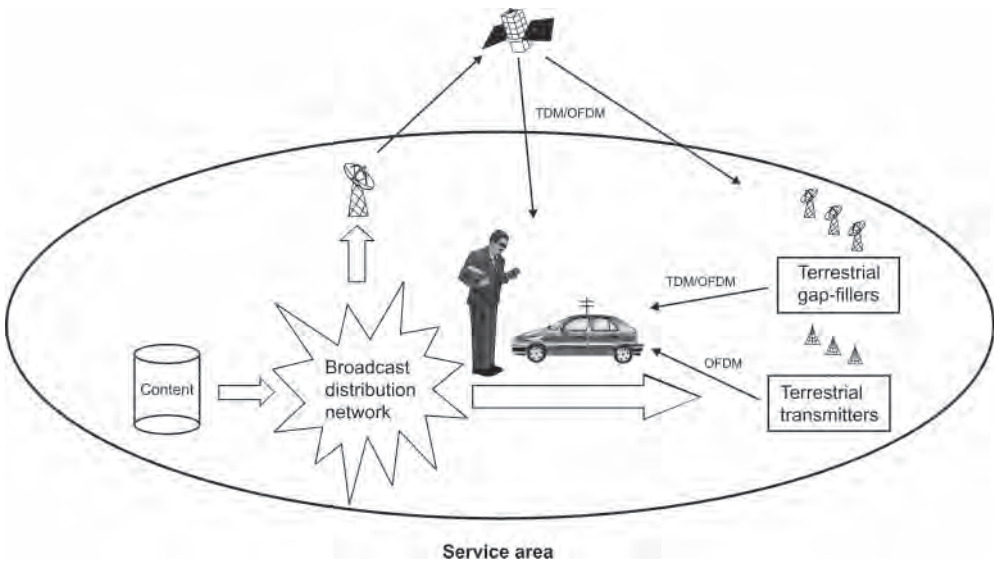 TDM/OFDM
Terrestrial
gap-fillers
TDM/OFDM
Content
Broadcast
distribution
network
OFDM
Terrestrial
transmitters
Service area